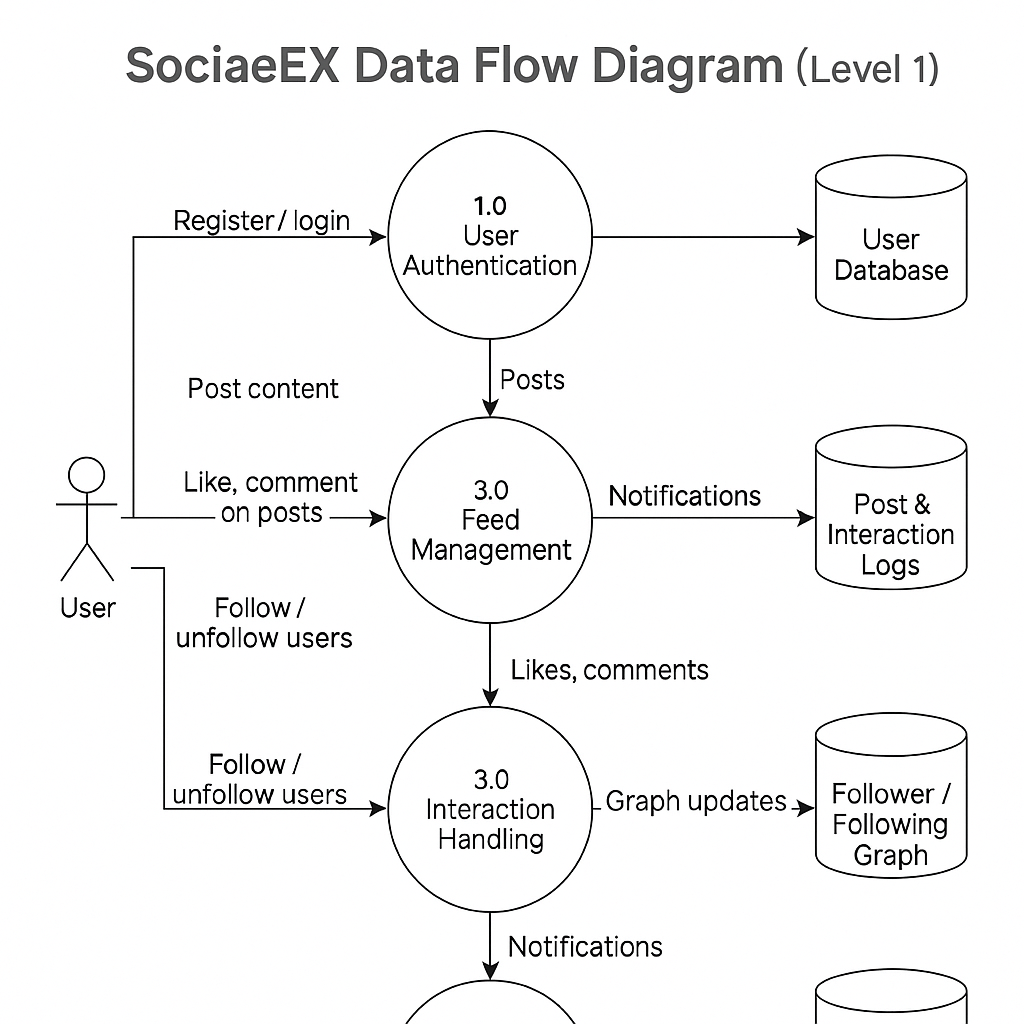 SociaeEX Data Flow Diagram (Level 1)
Register / login
1.0
User
Authentication
User
Database
Post content
Posts
Like, comment
on posts
3.0
Feed
Management
Notifications
Post &
Interaction
Logs
User
Follow /
unfollow users
Likes, comments
Follow /
unfollow users
3.0
Interaction
Handling
Graph updates
Follower /
Following
Graph
Notifications